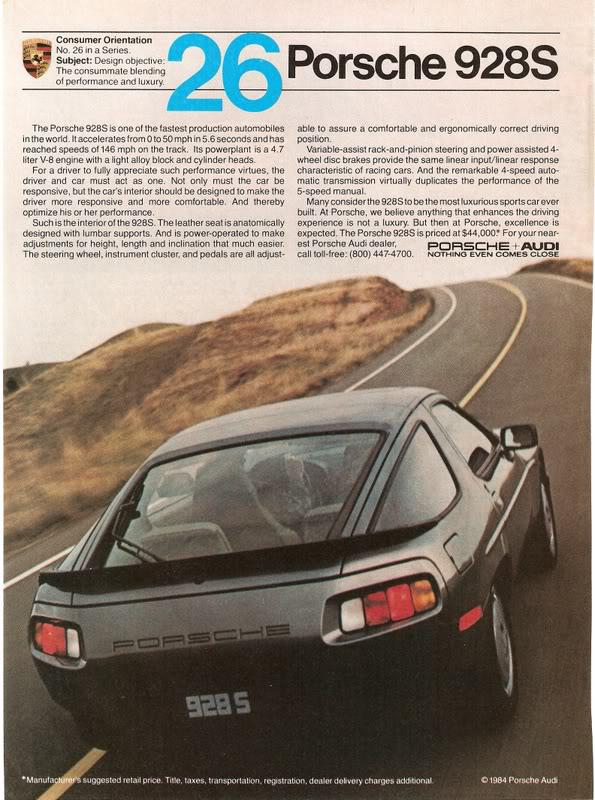 Consumer Orientation
No. 26 in a Series.
Subject: Design objective:
The consummate blending
of performance and luxury.
26
Porsche 928S
The Porsche 928S is one of the fastest production automobiles
in the world. It accelerates from 0 to 50 mph in 5.6 seconds and has
reached speeds of 146 mph on the track. Its powerplant is a 4.7
liter V-8 engine with a light alloy block and cylinder heads.
For a driver to fully appreciate such performance virtues, the
driver and car must act as one. Not only must the car be
responsive, but the car's interior should be designed to make the
driver more responsive and more comfortable. And thereby
optimize his or her performance.
Such is the interior of the 928S. The leather seat is anatomically
designed with lumbar supports. And is power-operated to make
adjustments for height, length and inclination that much easier.
The steering wheel, instrument cluster, and pedals are all adjust-
able to assure a comfortable and ergonomically correct driving
position.
Variable-assist rack-and-pinion steering and power assisted 4-
wheel disc brakes provide the same linear input/linear response
characteristic of racing cars. And the remarkable 4-speed auto-
matic transmission virtually duplicates the performance of the
5-speed manual.
Many consider the 928S to be the most luxurious sports car ever
built. At Porsche, we believe anything that enhances the driving
experience is not a luxury. But then at Porsche, excellence is
expected. The Porsche 928S is priced at $44,000.* For your near-
est Porsche Audi dealer,
call toll-free: (800) 447-4700.
PORSCHE + AUDI
NOTHING EVEN COMES CLOSE
PORSCHE
928 S
*Manufacturer's suggested retail price. Title, taxes, transportation, registration, dealer delivery charges additional.
© 1984 Porsche Audi